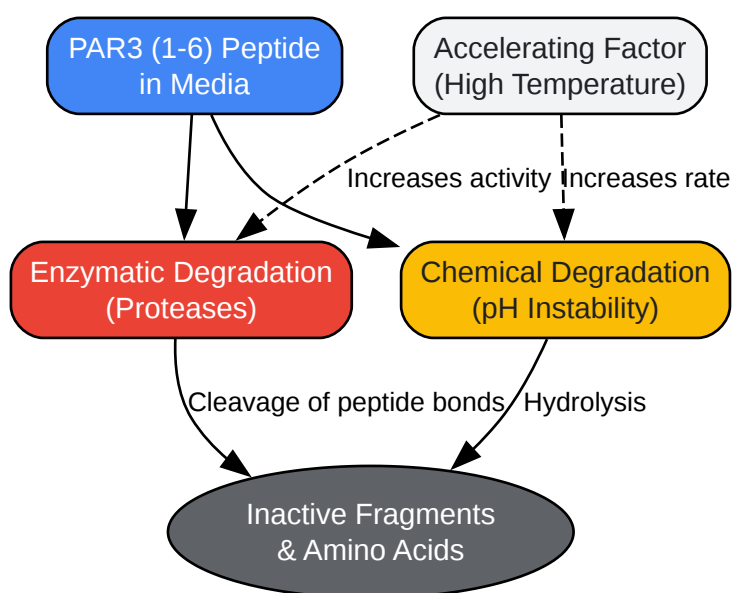 PAR3 (1-6) Peptide
in Media
Accelerating Factor
(High Temperature)
Increases activity
Increases rate
Enzymatic Degradation
(Proteases)
Chemical Degradation
(pH Instability)
Cleavage of peptide bonds
Hydrolysis
Inactive Fragments
& Amino Acids